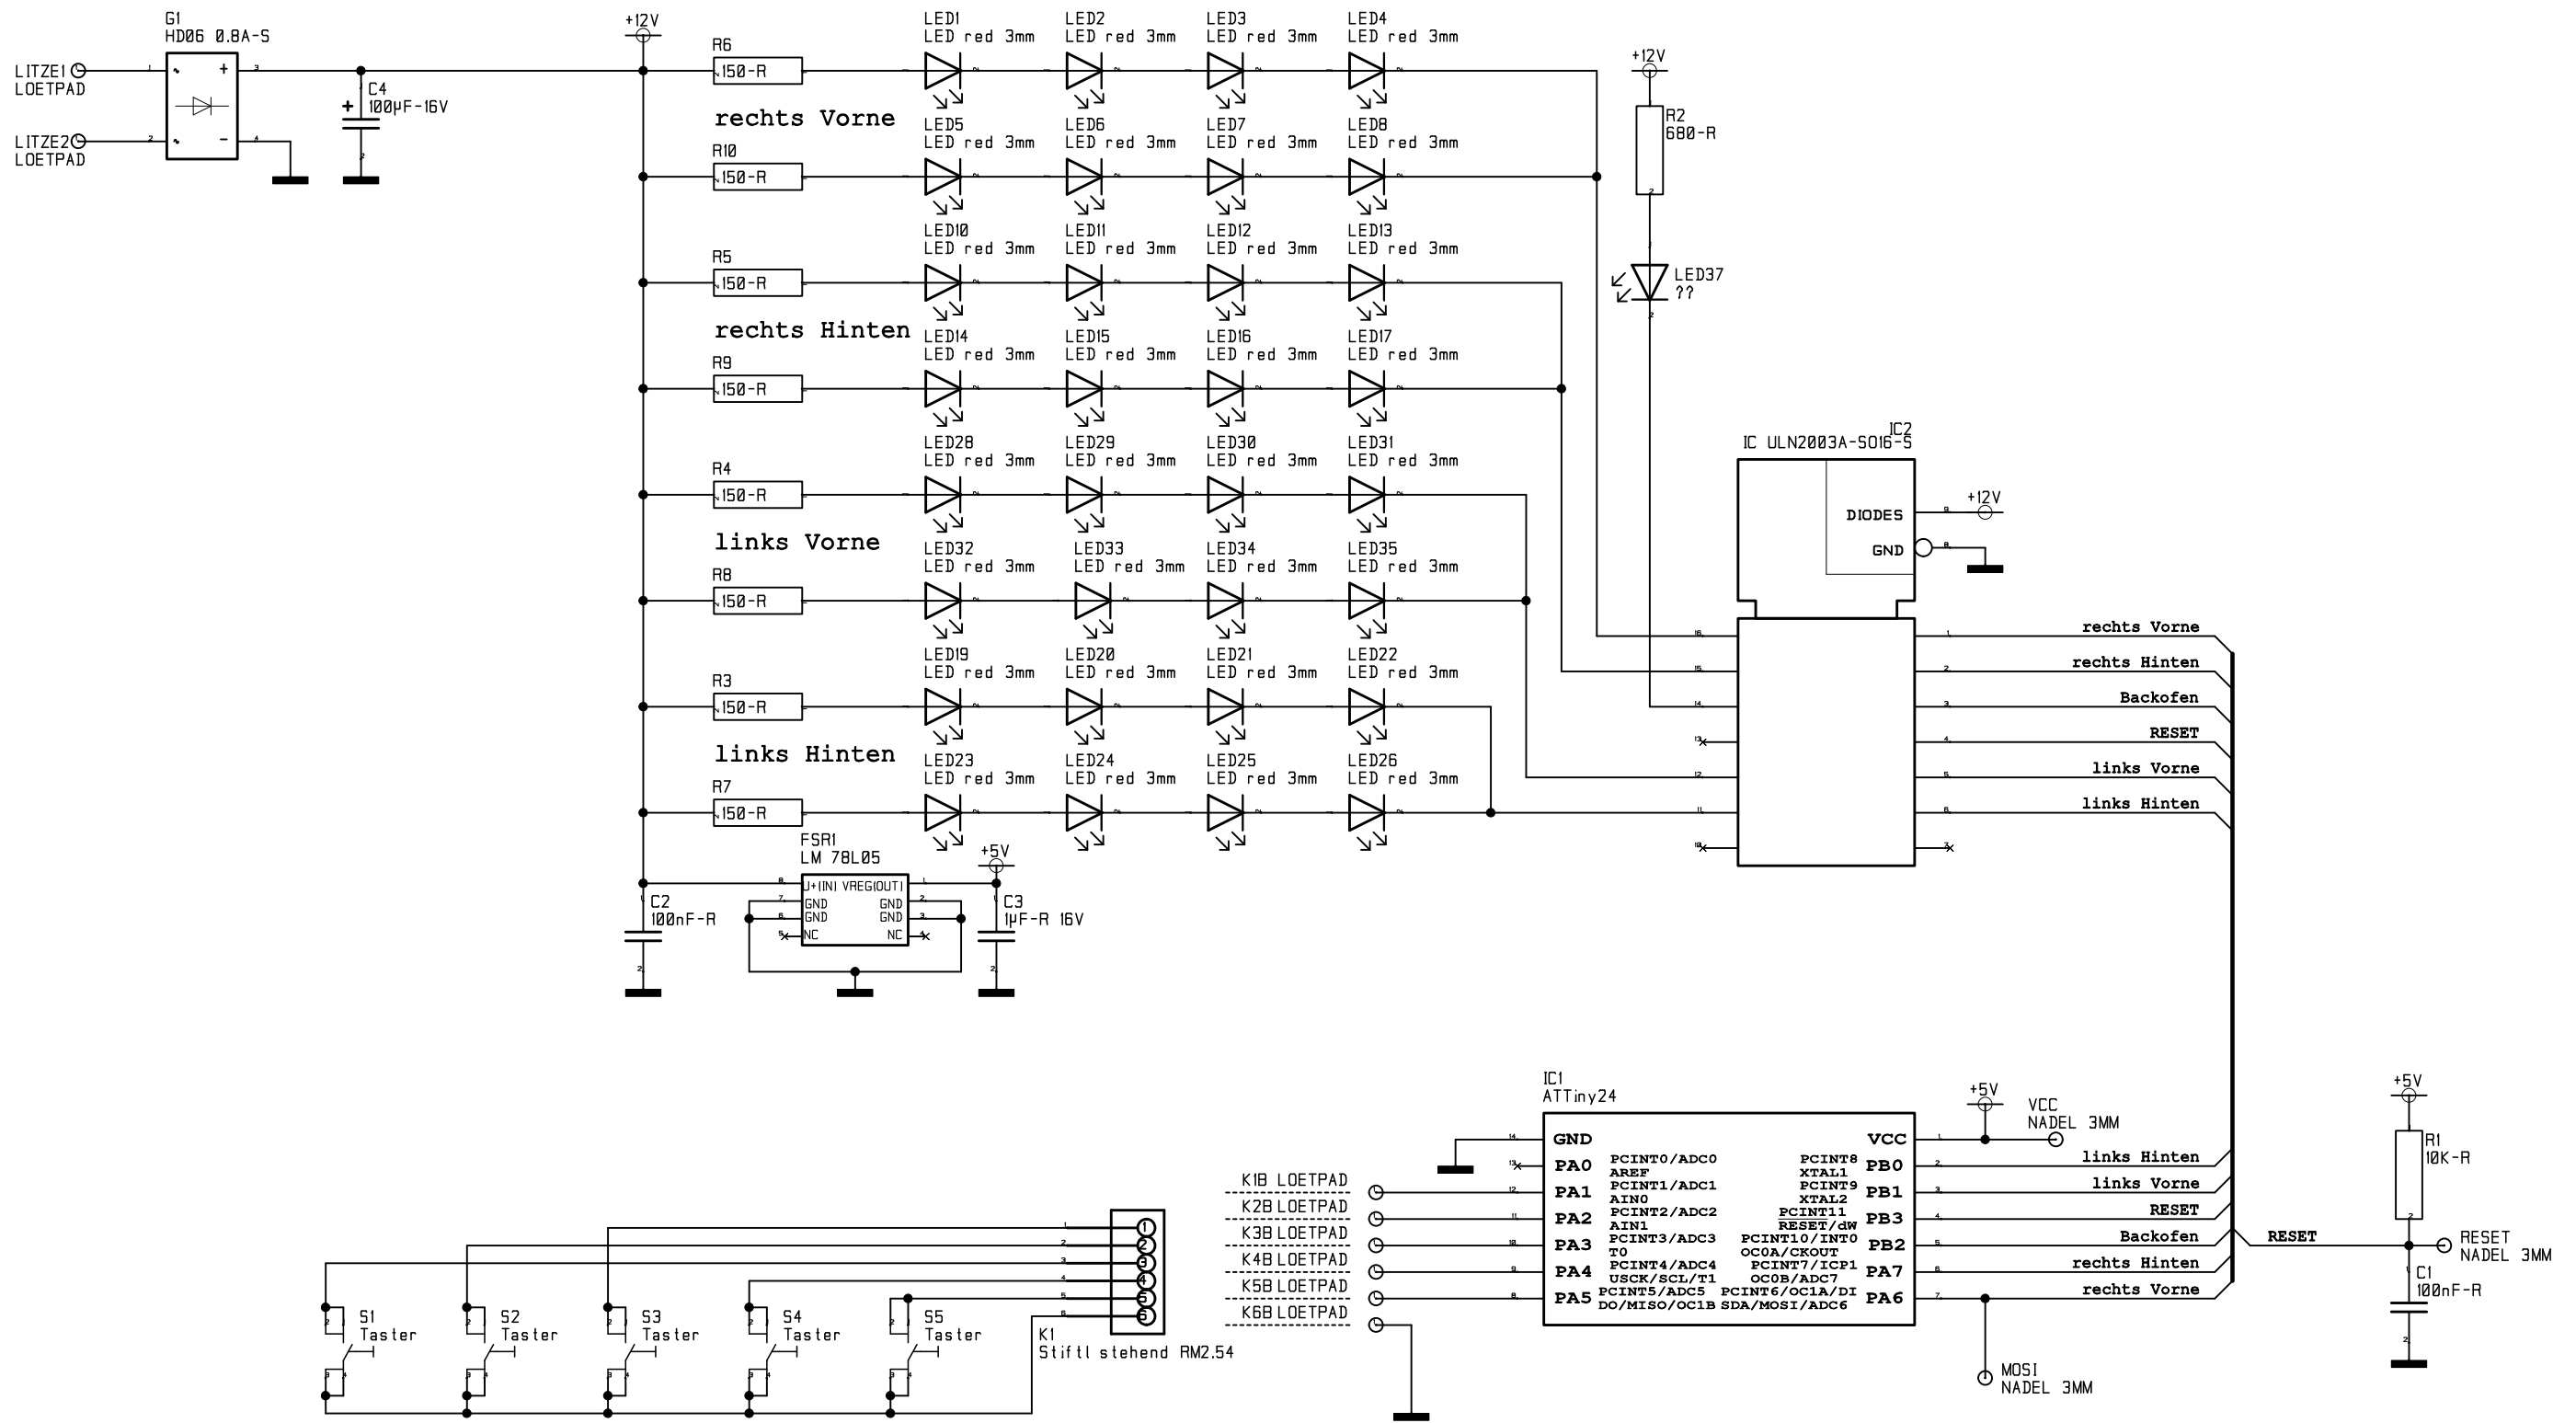 G1
HD06 0.8A-S
LITZE1
LOETPAD
LITZE2
LOETPAD
C4
100µF-16V
+12V
R6
150-R
LED1
LED red 3mm
LED2
LED red 3mm
LED3
LED red 3mm
LED4
LED red 3mm
rechts Vorne
R10
150-R
LED5
LED red 3mm
LED6
LED red 3mm
LED7
LED red 3mm
LED8
LED red 3mm
R5
150-R
LED10
LED red 3mm
LED11
LED red 3mm
LED12
LED red 3mm
LED13
LED red 3mm
rechts Hinten
R9
150-R
LED14
LED red 3mm
LED15
LED red 3mm
LED16
LED red 3mm
LED17
LED red 3mm
R4
150-R
LED28
LED red 3mm
LED29
LED red 3mm
LED30
LED red 3mm
LED31
LED red 3mm
links Vorne
R8
150-R
LED32
LED red 3mm
LED33
LED red 3mm
LED34
LED red 3mm
LED35
LED red 3mm
R3
150-R
LED19
LED red 3mm
LED20
LED red 3mm
LED21
LED red 3mm
LED22
LED red 3mm
links Hinten
R7
150-R
LED23
LED red 3mm
LED24
LED red 3mm
LED25
LED red 3mm
LED26
LED red 3mm
+12V
R2
680-R
LED37
??
IC2
IC ULN2003A-SO16-S
DIODES
GND
+12V
rechts Vorne
rechts Hinten
Backofen
RESET
links Vorne
links Hinten
FSR1
LM 78L05
U+(IN) VREG(OUT)
GND GND
GND GND
NC NC
+5V
C2
100nF-R
C3
1µF-R 16V
S1
Taster
S2
Taster
S3
Taster
S4
Taster
S5
Taster
1
2
3
4
5
6
K1
Stiftl stehend RM2.54
K1B LOETPAD
K2B LOETPAD
K3B LOETPAD
K4B LOETPAD
K5B LOETPAD
K6B LOETPAD
IC1
ATTiny24
GND
PA0
PA1
PA2
PA3
PA4
PA5
PCINT0/ADC0
AREF
PCINT1/ADC1
AIN0
PCINT2/ADC2
AIN1
PCINT3/ADC3
T0
PCINT4/ADC4
USCK/SCL/T1
PCINT5/ADC5
DO/MISO/OC1B
PCINT8
XTAL1
PCINT9
XTAL2
PCINT11
RESET/dW
PCINT10/INT0
OC0A/CKOUT
PCINT7/ICP1
OC0B/ADC7
PCINT6/OC1A/DI
SDA/MOSI/ADC6
VCC
PB0
PB1
PB3
PB2
PA7
PA6
+5V
VCC
NADEL 3MM
links Hinten
links Vorne
RESET
Backofen
rechts Hinten
rechts Vorne
MOSI
NADEL 3MM
RESET
+5V
R1
10K-R
RESET
NADEL 3MM
C1
100nF-R